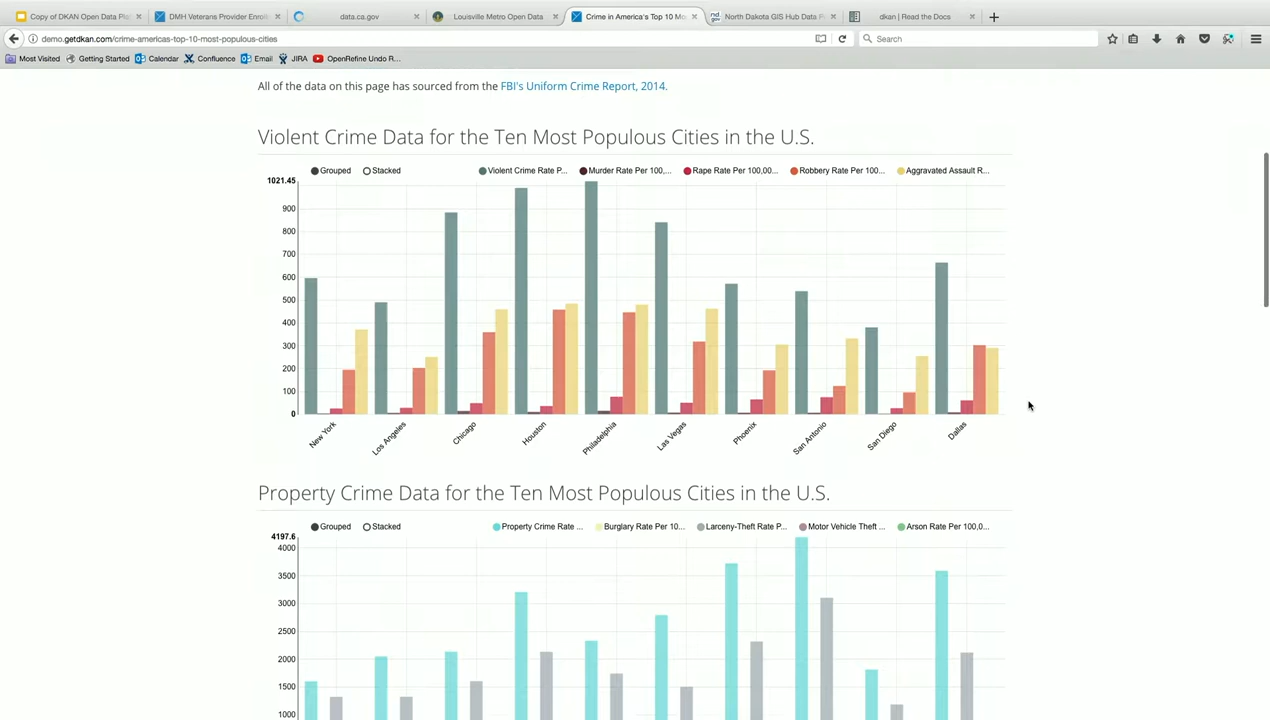 Copy of DKAN Open Data Pla
DMH Veterans Provider Enroll
data.ca.gov
Louisville Metro Open Data
Crime in America's Top 10 Mo
North Dakota GIS Hub Data P
dkan | Read the Docs
demo.getdkan.com/crime-americas-top-10-most-populous-cities
Search
Most Visited
Getting Started
Calendar
Confluence
Email
JIRA
OpenRefine Undo R...
All of the data on this page has sourced from the FBI's Uniform Crime Report, 2014.
Violent Crime Data for the Ten Most Populous Cities in the U.S.
Grouped
Stacked
Violent Crime Rate P...
Murder Rate Per 100,...
Rape Rate Per 100,00...
Robbery Rate Per 100...
Aggravated Assault R...
1021.45
900
800
700
600
500
400
300
200
100
0
New York
Los Angeles
Chicago
Houston
Philadelphia
Las Vegas
Phoenix
San Antonio
San Diego
Dallas
Property Crime Data for the Ten Most Populous Cities in the U.S.
Grouped
Stacked
Property Crime Rate ...
Burglary Rate Per 10...
Larceny-Theft Rate P...
Motor Vehicle Theft ...
Arson Rate Per 100,0...
4197.6
4000
3500
3000
2500
2000
1500
1000